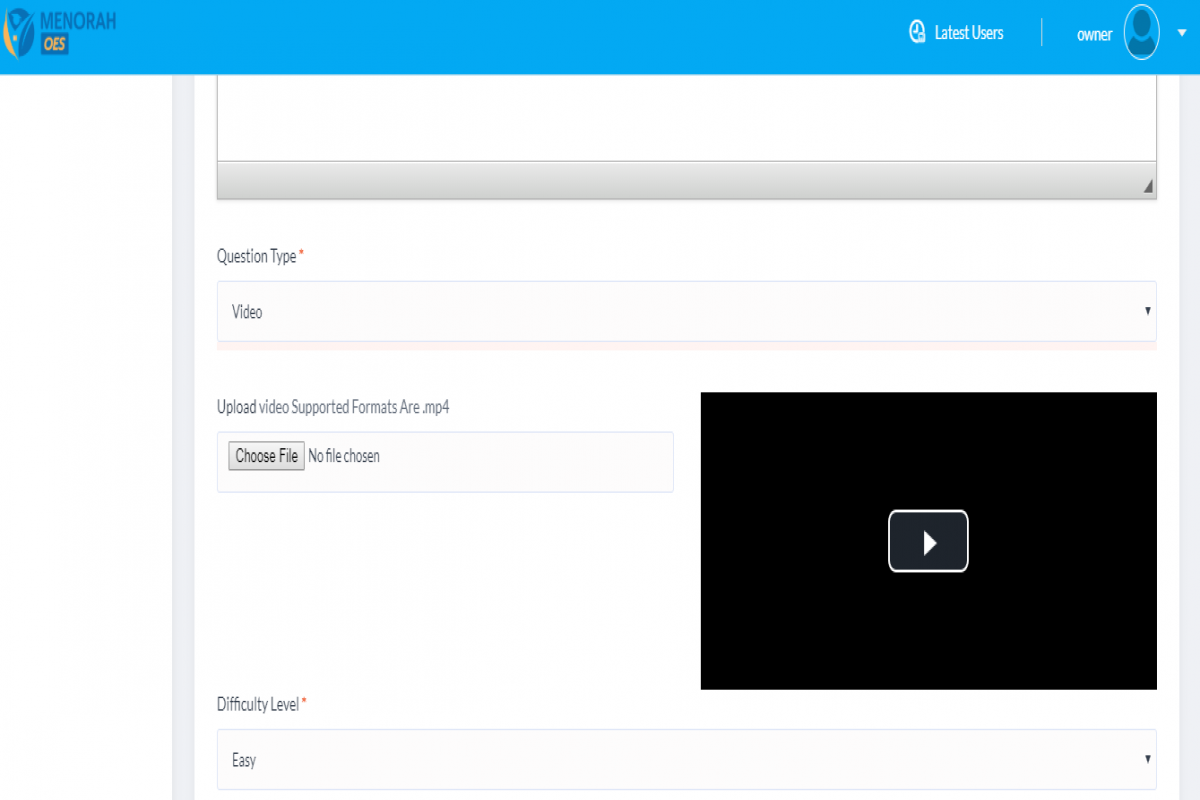 MENORAH
OES
Latest Users
owner
Question Type *
Video
Upload video Supported Formats Are .mp4
Choose File No file chosen
Difficulty Level *
Easy